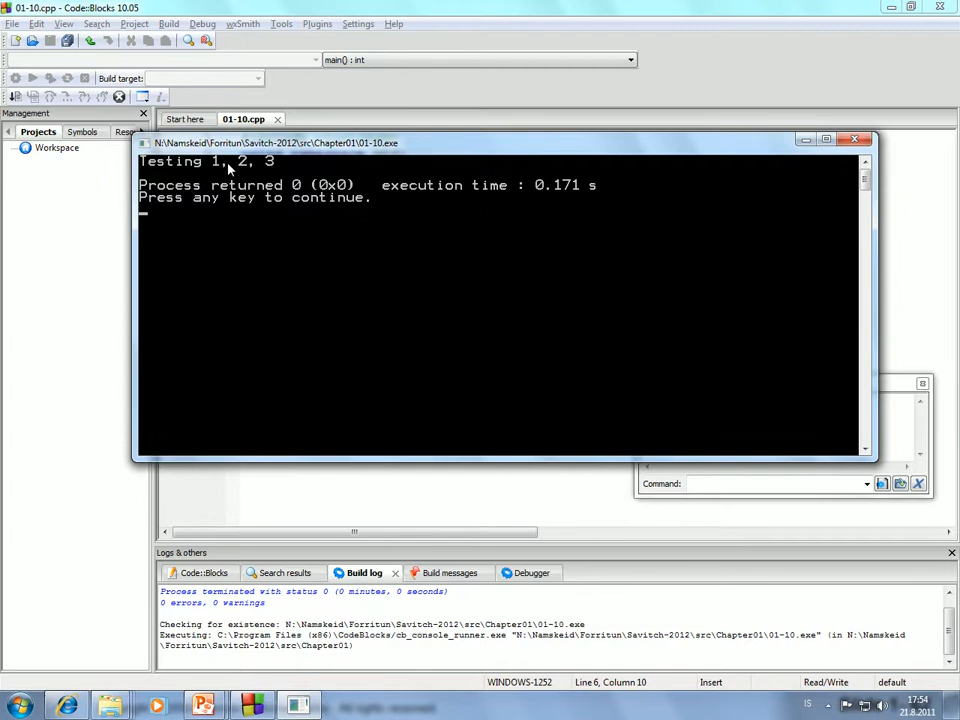 01-10.cpp - Code::Blocks 10.05
File Edit View Search Project Build Debug wxSmith Tools Plugins Settings Help
main() : int
Build target:
Management
Start here 01-10.cpp
Projects Symbols Reso
Workspace
N:\Namskeid\Forritun\Savitch-2012\src\Chapter01\01-10.exe
Testing 1, 2, 3
Process returned 0 (0x0) execution time : 0.171 s
Press any key to continue.
Command:
Logs & others
Code::Blocks Search results Build log Build messages Debugger
Process terminated with status 0 (0 minutes, 0 seconds)
0 errors, 0 warnings
Checking for existence: N:\Namskeid\Forritun\Savitch-2012\src\Chapter01\01-10.exe
Executing: C:\Program Files (x86)\CodeBlocks/cb_console_runner.exe "N:\Namskeid\Forritun\Savitch-2012\src\Chapter01\01-10.exe" (in N:\Namskeid
\Forritun\Savitch-2012\src\Chapter01)
WINDOWS-1252 Line 6, Column 10 Insert Read/Write default
IS 17:54
21.8.2011
All rights reserved